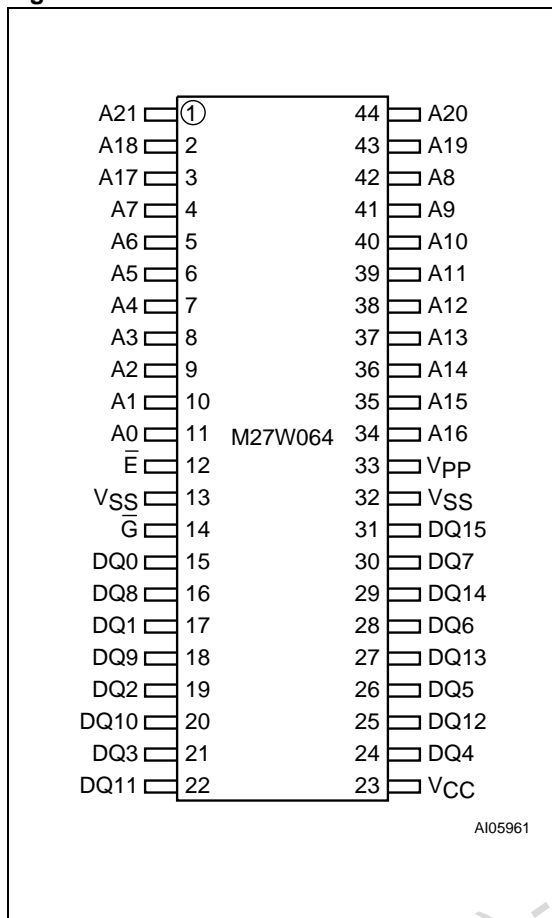 A21 1 44 A20
A18 2 43 A19
A17 3 42 A8
A7 4 41 A9
A6 5 40 A10
A5 6 39 A11
A4 7 38 A12
A3 8 37 A13
A2 9 36 A14
A1 10 35 A15
A0 11 M27W064 34 A16
E̅ 12 33 VPP
VSS 13 32 VSS
G̅ 14 31 DQ15
DQ0 15 30 DQ7
DQ8 16 29 DQ14
DQ1 17 28 DQ6
DQ9 18 27 DQ13
DQ2 19 26 DQ5
DQ10 20 25 DQ12
DQ3 21 24 DQ4
DQ11 22 23 VCC
AI05961